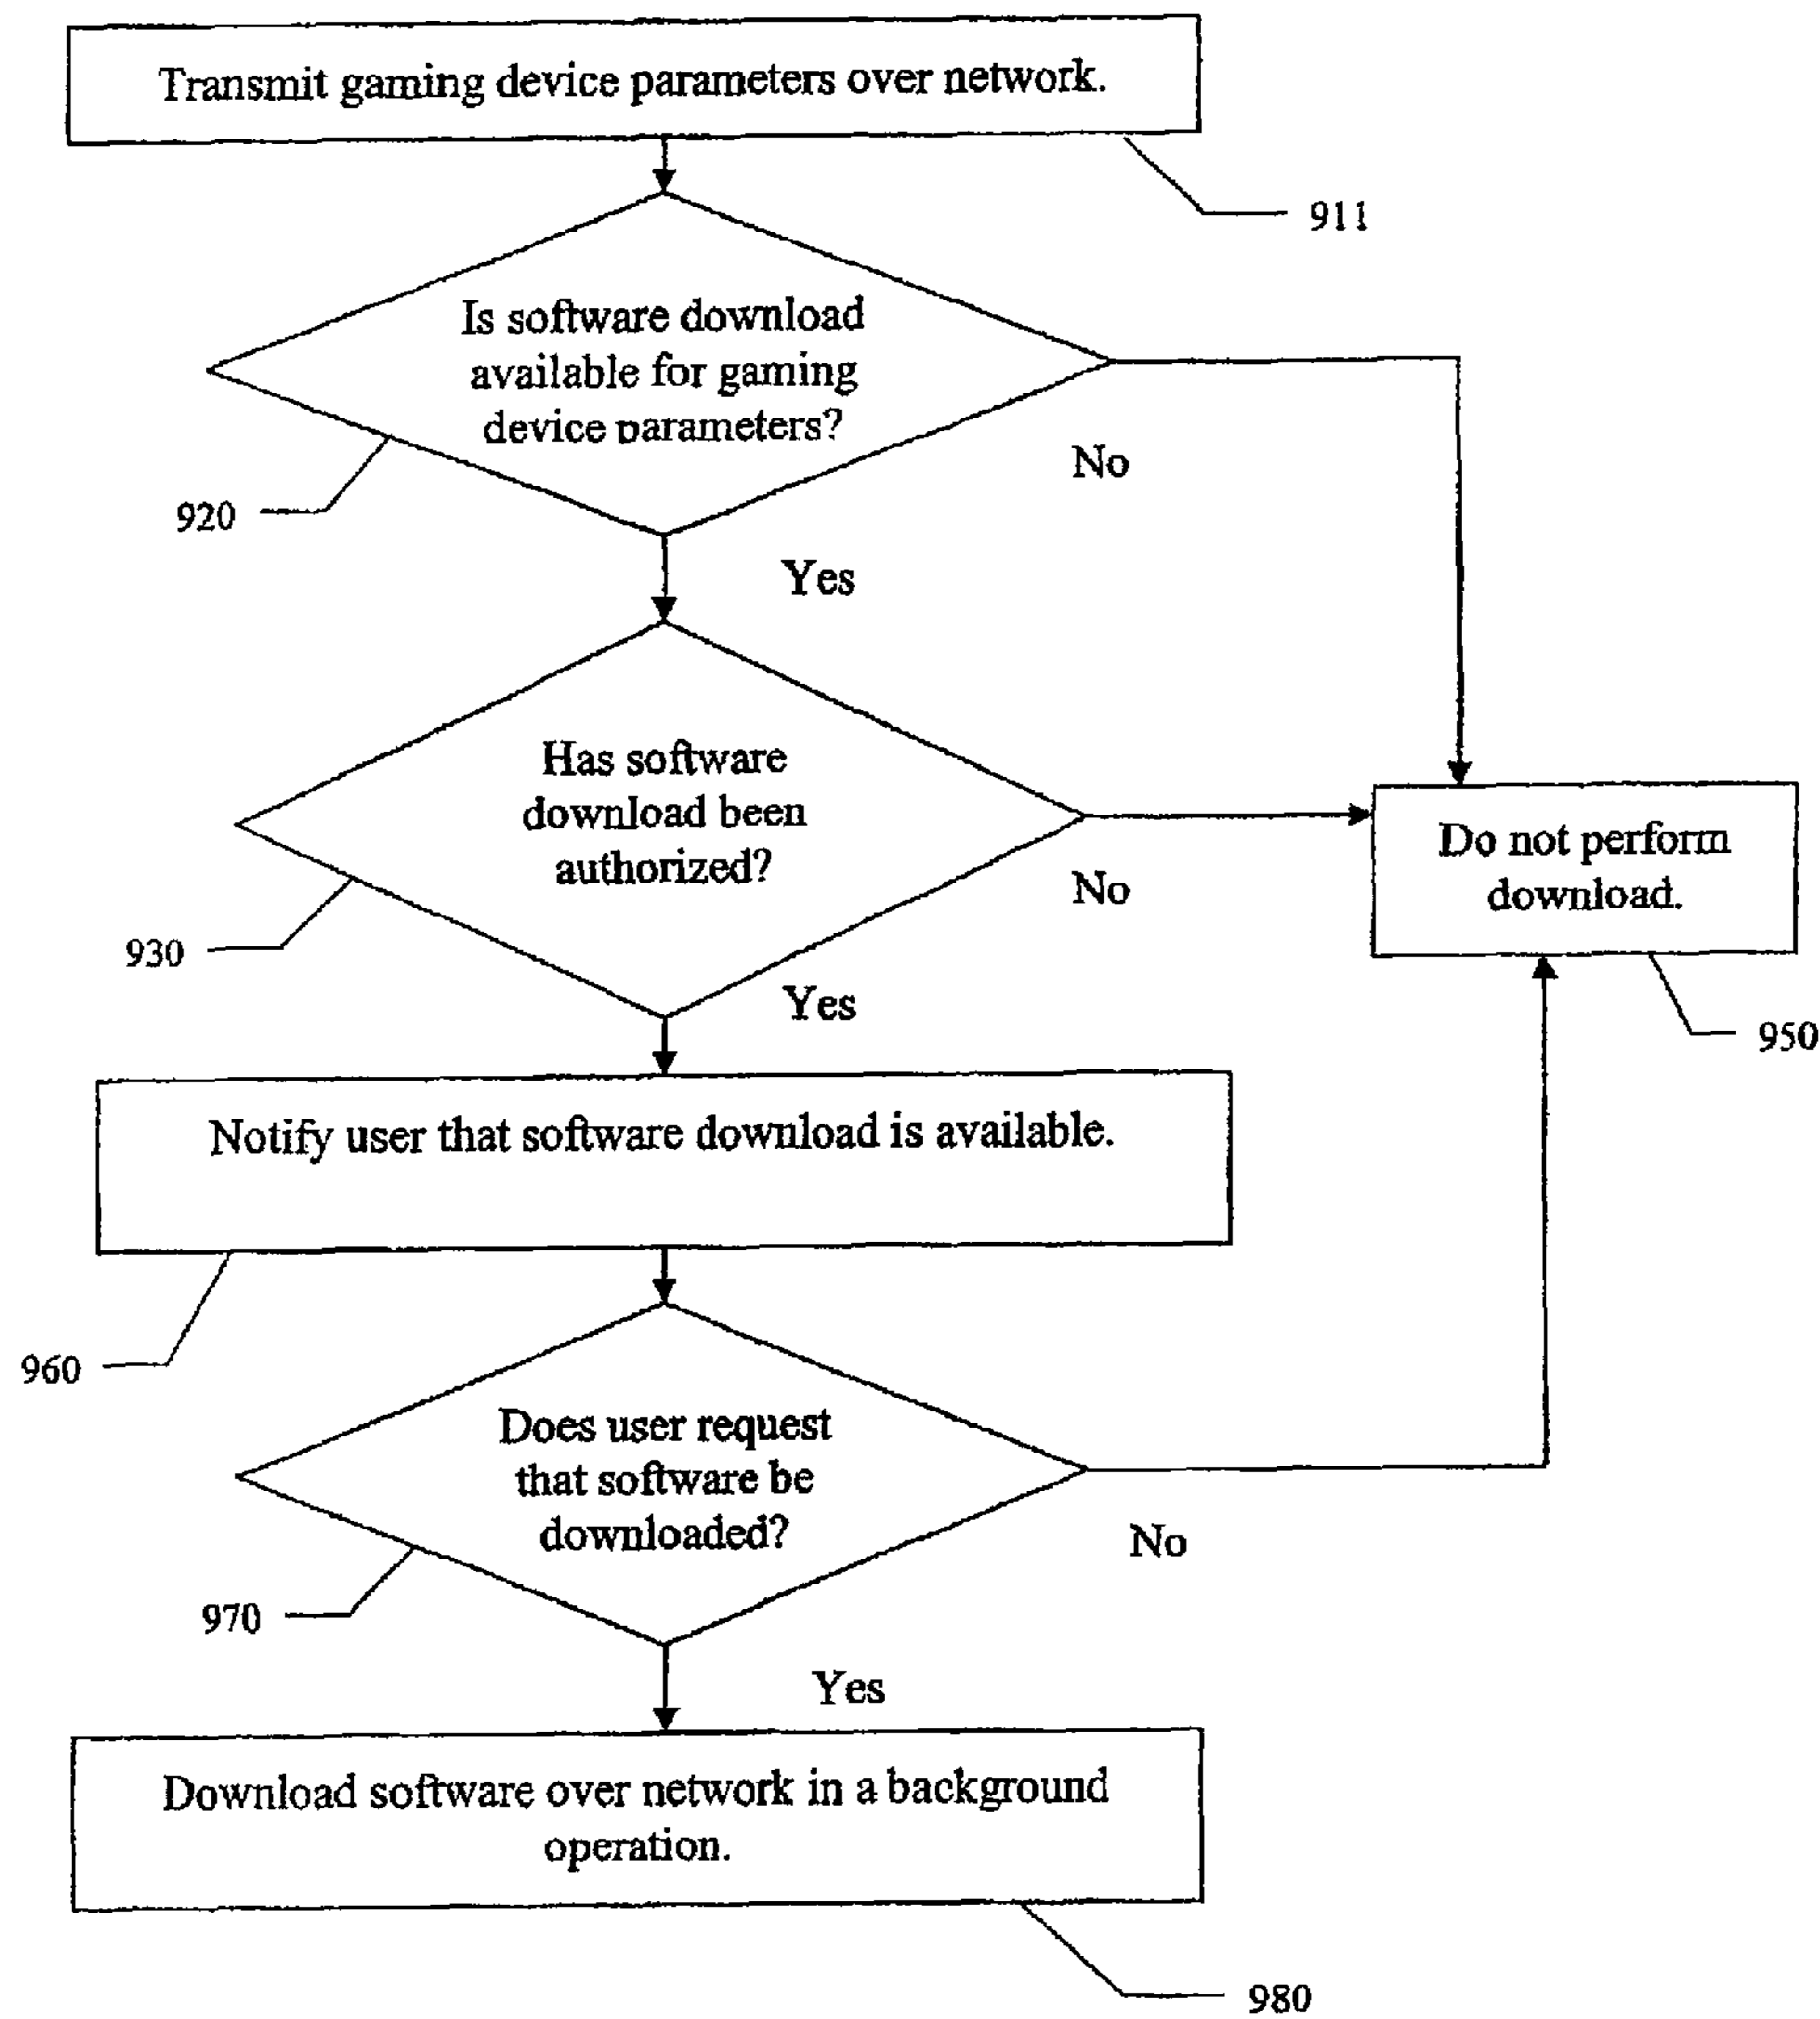 Transmit gaming device parameters over network.
911
Is software download
available for gaming
device parameters?
No
920
Yes
Has software
download been
authorized?
Do not perform
download.
No
930
Yes
950
Notify user that software download is available.
960
Does user request
that software be
downloaded?
No
970
Yes
Download software over network in a background
operation.
980